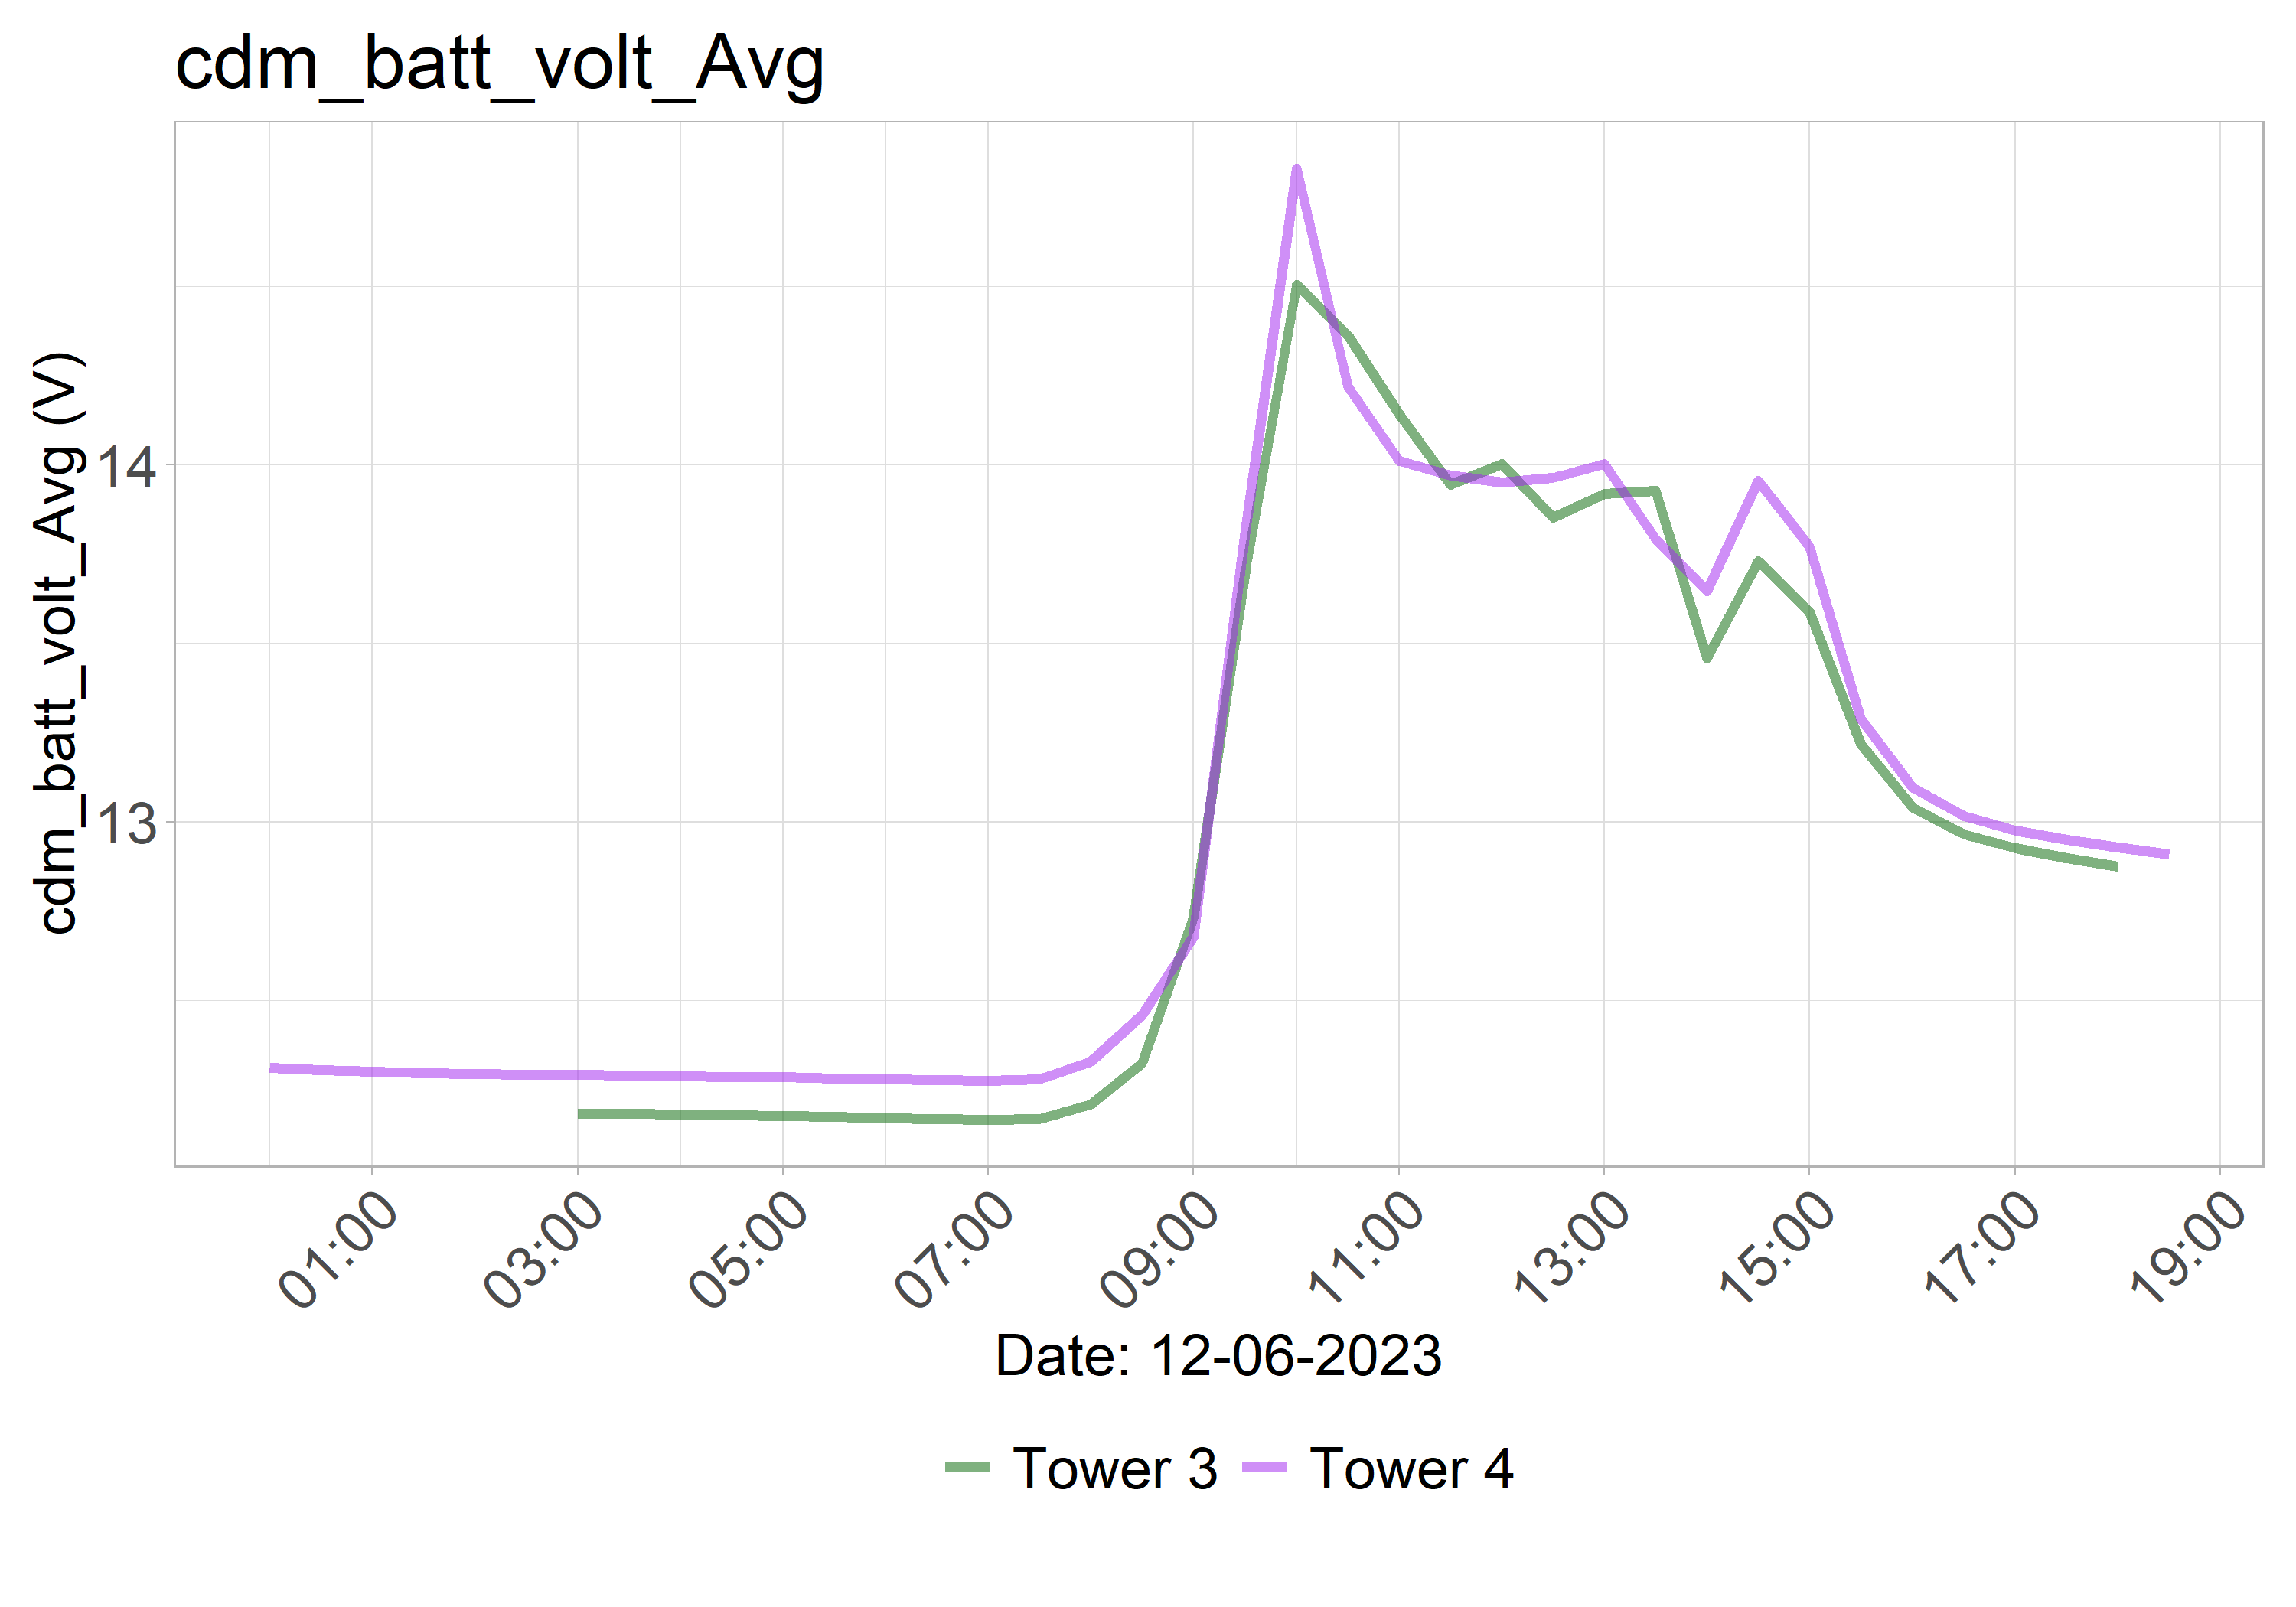 cdm_batt_volt_Avg
cdm_batt_volt_Avg (V)
14
13
01:00
03:00
05:00
07:00
09:00
11:00
13:00
15:00
17:00
19:00
Date: 12-06-2023
Tower 3
Tower 4